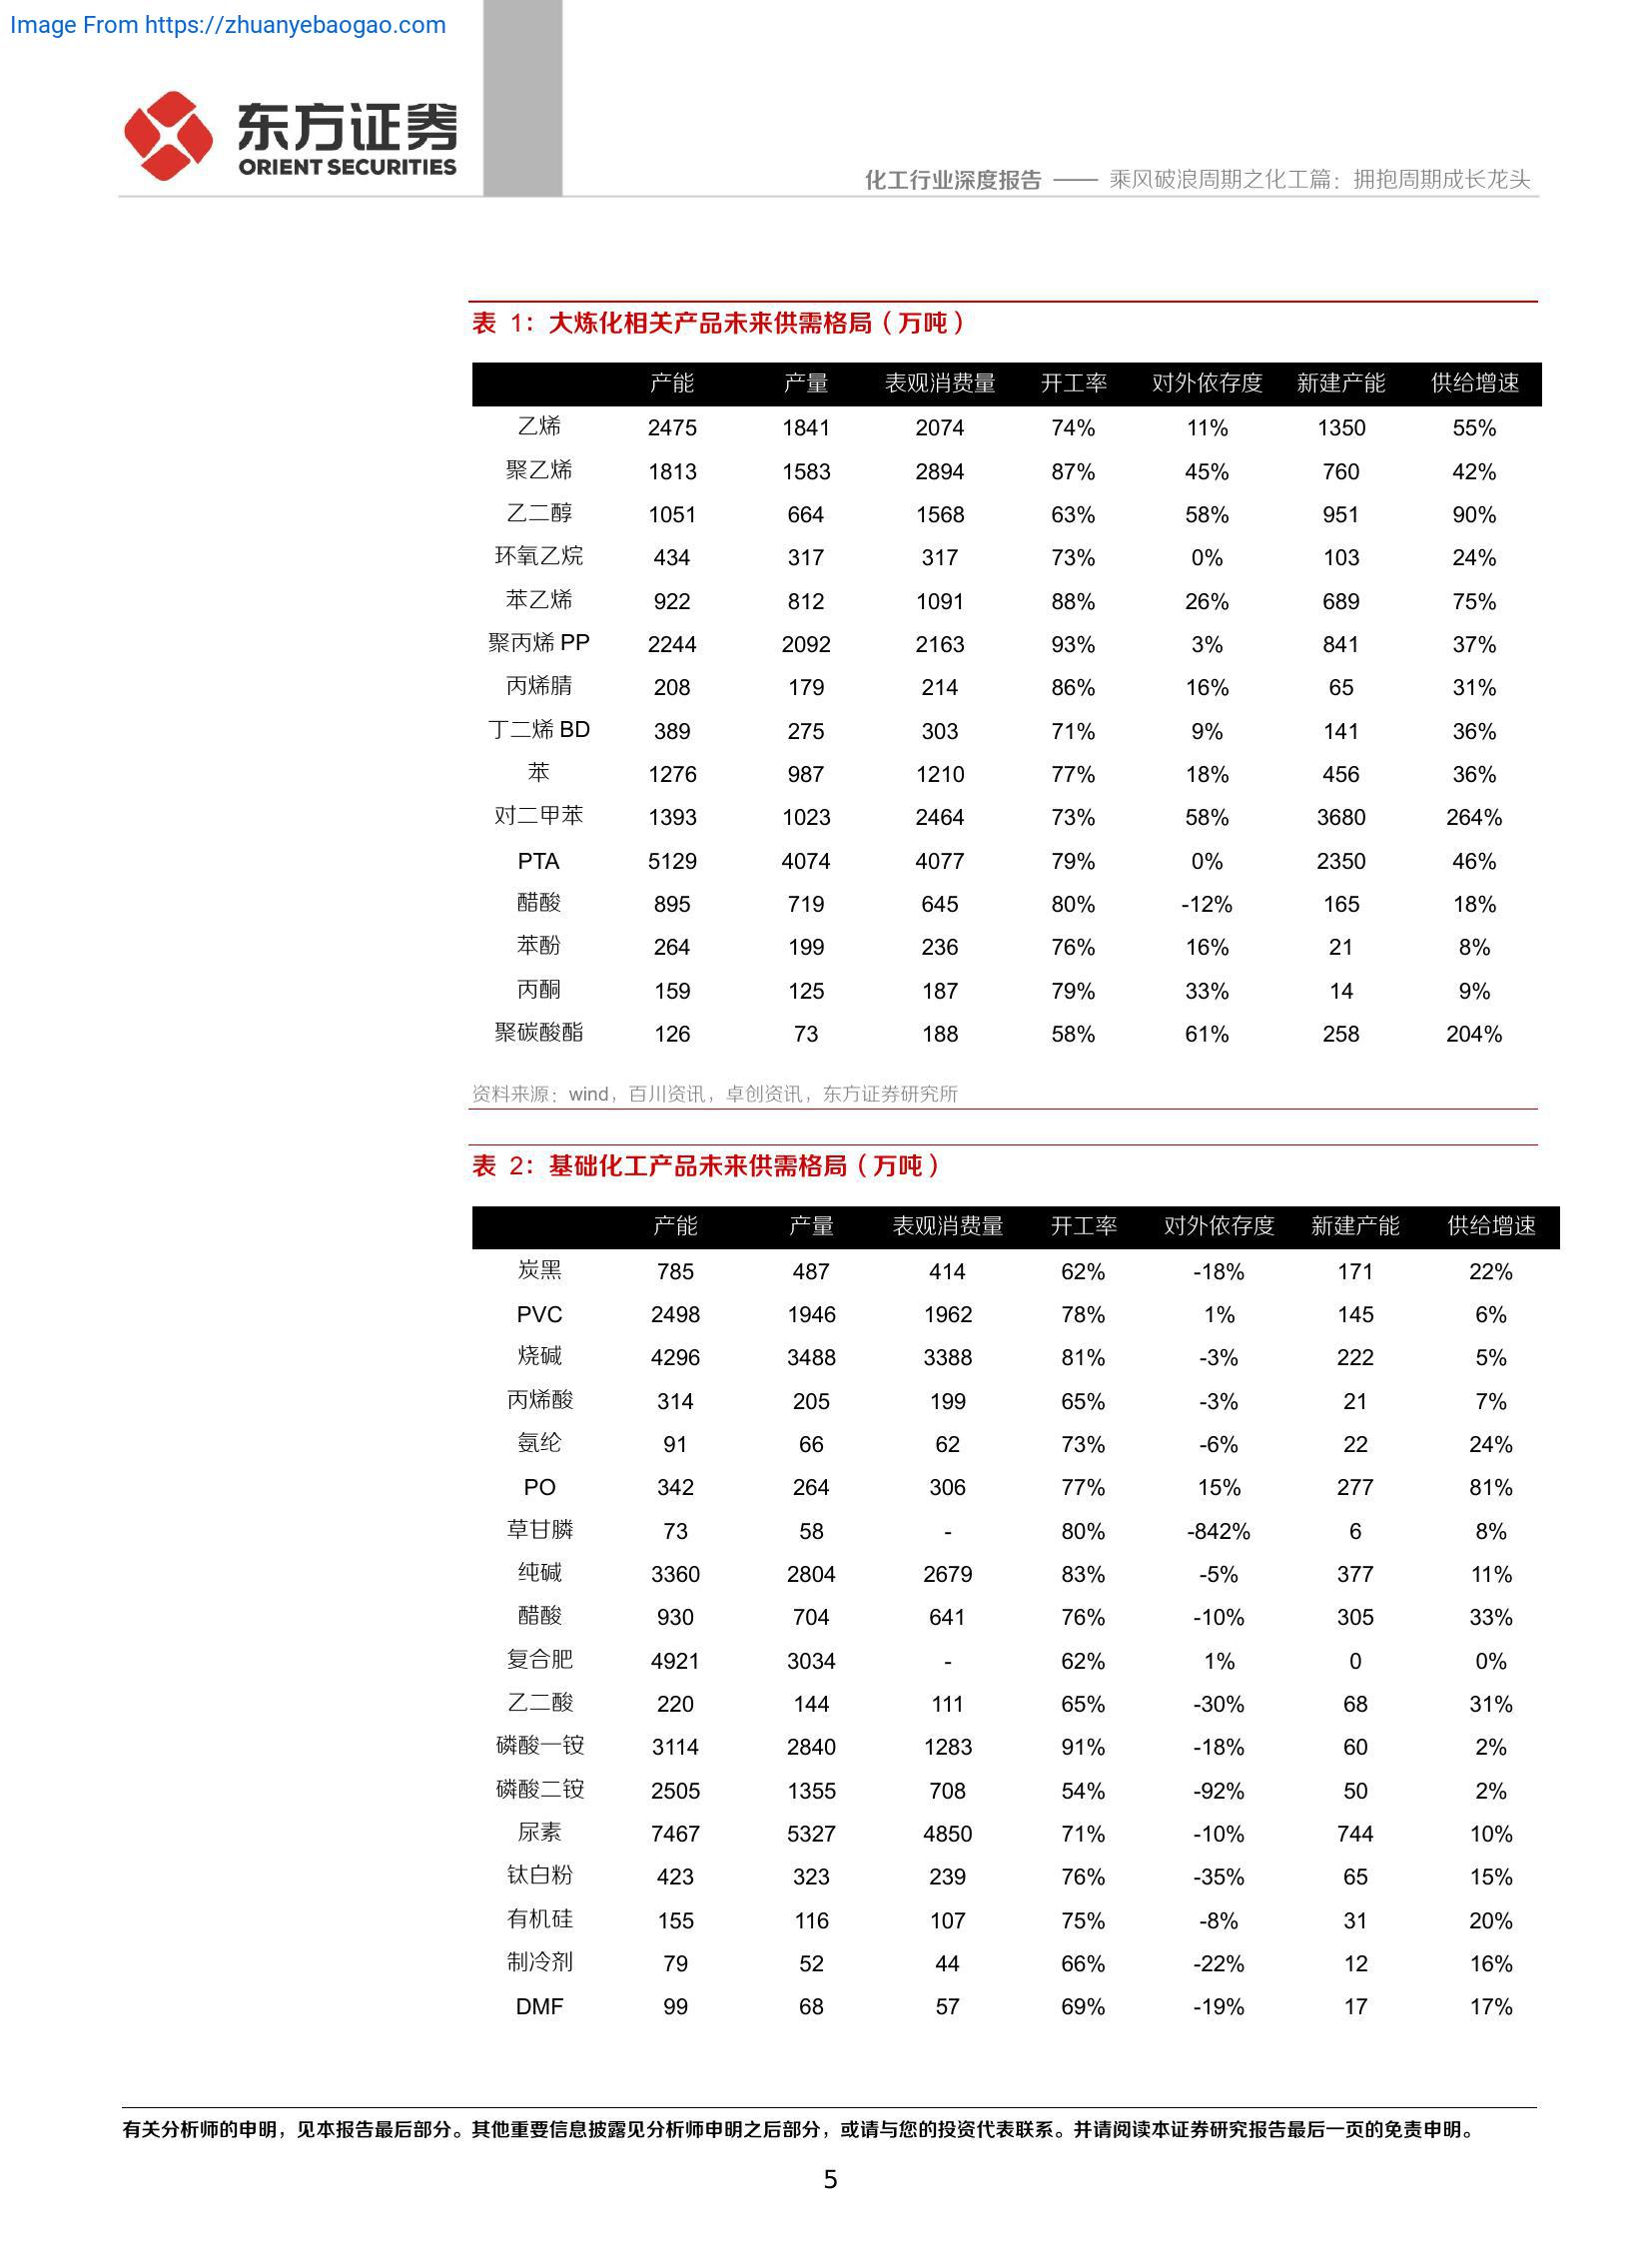 Image From https://zhuanyebaogao.com
东方证券
ORIENT SECURITIES
化工行业深度报告 —— 乘风破浪周期之化工篇：拥抱周期成长龙头
表 1：大炼化相关产品未来供需格局（万吨）
产能 产量 表观消费量 开工率 对外依存度 新建产能 供给增速
乙烯 2475 1841 2074 74% 11% 1350 55%
聚乙烯 1813 1583 2894 87% 45% 760 42%
乙二醇 1051 664 1568 63% 58% 951 90%
环氧乙烷 434 317 317 73% 0% 103 24%
苯乙烯 922 812 1091 88% 26% 689 75%
聚丙烯 PP 2244 2092 2163 93% 3% 841 37%
丙烯腈 208 179 214 86% 16% 65 31%
丁二烯 BD 389 275 303 71% 9% 141 36%
苯 1276 987 1210 77% 18% 456 36%
对二甲苯 1393 1023 2464 73% 58% 3680 264%
PTA 5129 4074 4077 79% 0% 2350 46%
醋酸 895 719 645 80% -12% 165 18%
苯酚 264 199 236 76% 16% 21 8%
丙酮 159 125 187 79% 33% 14 9%
聚碳酸酯 126 73 188 58% 61% 258 204%
资料来源：wind，百川资讯，卓创资讯，东方证券研究所
表 2：基础化工产品未来供需格局（万吨）
产能 产量 表观消费量 开工率 对外依存度 新建产能 供给增速
炭黑 785 487 414 62% -18% 171 22%
PVC 2498 1946 1962 78% 1% 145 6%
烧碱 4296 3488 3388 81% -3% 222 5%
丙烯酸 314 205 199 65% -3% 21 7%
氨纶 91 66 62 73% -6% 22 24%
PO 342 264 306 77% 15% 277 81%
草甘膦 73 58 - 80% -842% 6 8%
纯碱 3360 2804 2679 83% -5% 377 11%
醋酸 930 704 641 76% -10% 305 33%
复合肥 4921 3034 - 62% 1% 0 0%
乙二酸 220 144 111 65% -30% 68 31%
磷酸一铵 3114 2840 1283 91% -18% 60 2%
磷酸二铵 2505 1355 708 54% -92% 50 2%
尿素 7467 5327 4850 71% -10% 744 10%
钛白粉 423 323 239 76% -35% 65 15%
有机硅 155 116 107 75% -8% 31 20%
制冷剂 79 52 44 66% -22% 12 16%
DMF 99 68 57 69% -19% 17 17%
有关分析师的申明，见本报告最后部分。其他重要信息披露见分析师申明之后部分，或请与您的投资代表联系。并请阅读本证券研究报告最后一页的免责申明。
5